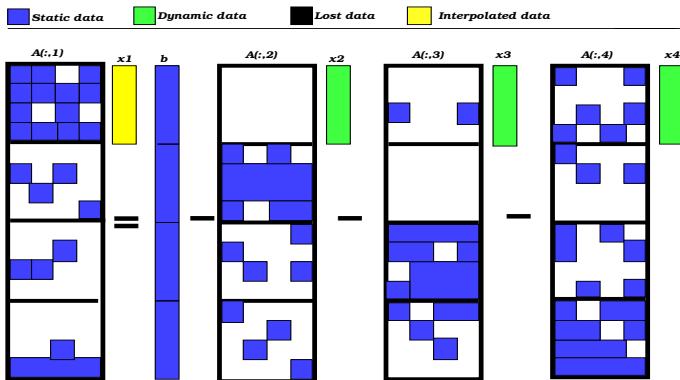 Static data Dynamic data Lost data Interpolated data
A(:,1) x1 b A(:,2) x2 A(:,3) x3 A(:,4) x4
= - - -